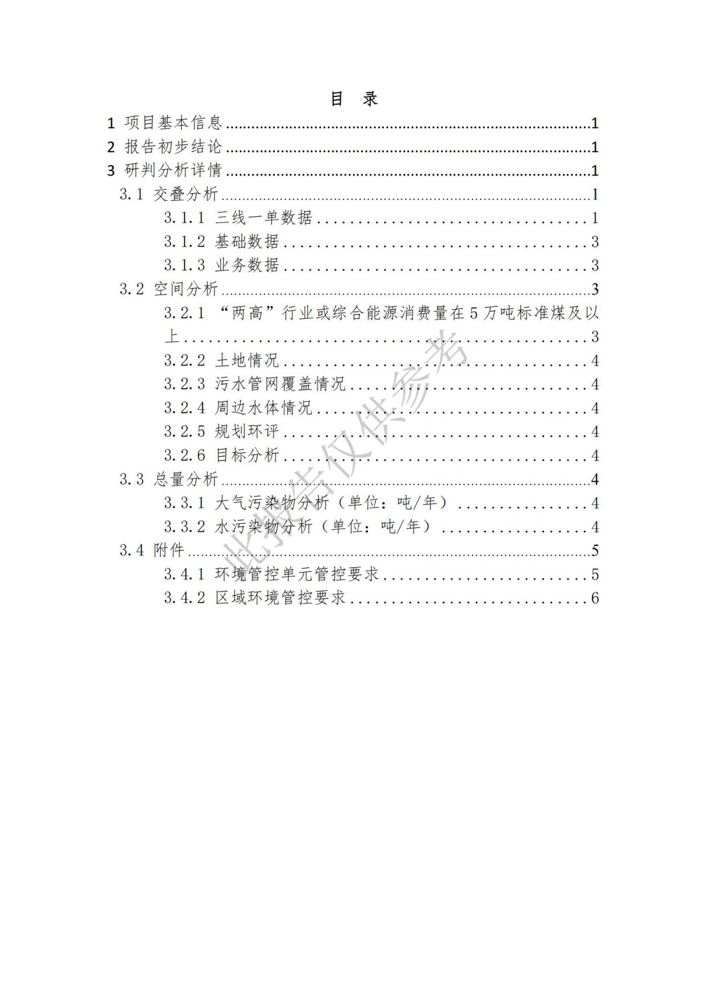 目 录
1 项目基本信息........................................................................................1
2 报告初步结论........................................................................................1
3 研判分析详情........................................................................................1
3.1 交叠分析........................................................................................1
3.1.1 三线一单数据.................................1
3.1.2 基础数据.....................................3
3.1.3 业务数据.....................................3
3.2 空间分析........................................................................................3
3.2.1 “两高”行业或综合能源消费量在 5 万吨标准煤及以
上.................................................3
3.2.2 土地情况.....................................4
3.2.3 污水管网覆盖情况.............................4
3.2.4 周边水体情况.................................4
3.2.5 规划环评.....................................4
3.2.6 目标分析.....................................4
3.3 总量分析........................................................................................4
3.3.1 大气污染物分析（单位：吨/年）................4
3.3.2 水污染物分析（单位：吨/年）..................4
3.4 附件................................................................................................5
3.4.1 环境管控单元管控要求.........................5
3.4.2 区域环境管控要求.............................6
此报告仅供参考